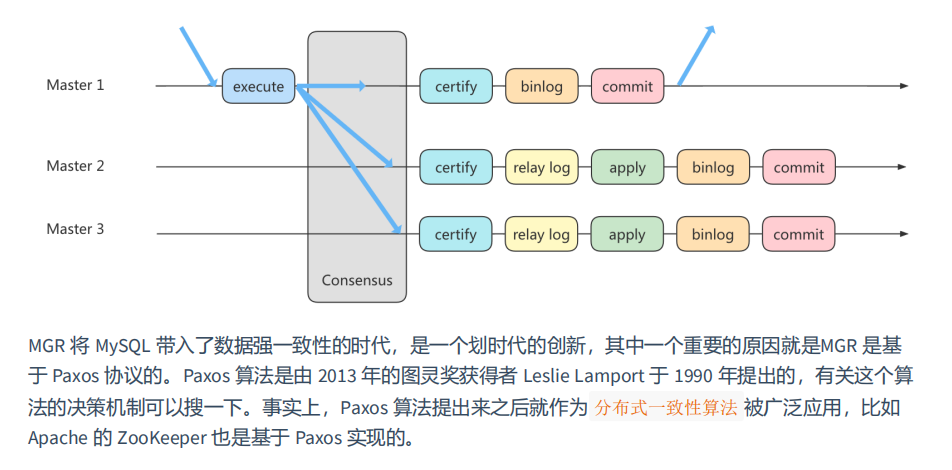 Master 1 execute certify binlog commit
Master 2 certify relay log apply binlog commit
Master 3 certify relay log apply binlog commit
Consensus
MGR 将 MySQL 带入了数据强一致性的时代，是一个划时代的创新，其中一个重要的原因就是MGR 是基
于 Paxos 协议的。Paxos 算法是由 2013 年的图灵奖获得者 Leslie Lamport 于 1990 年提出的，有关这个算
法的决策机制可以搜一下。事实上，Paxos 算法提出来之后就作为 分布式一致性算法 被广泛应用，比如
Apache 的 ZooKeeper 也是基于 Paxos 实现的。